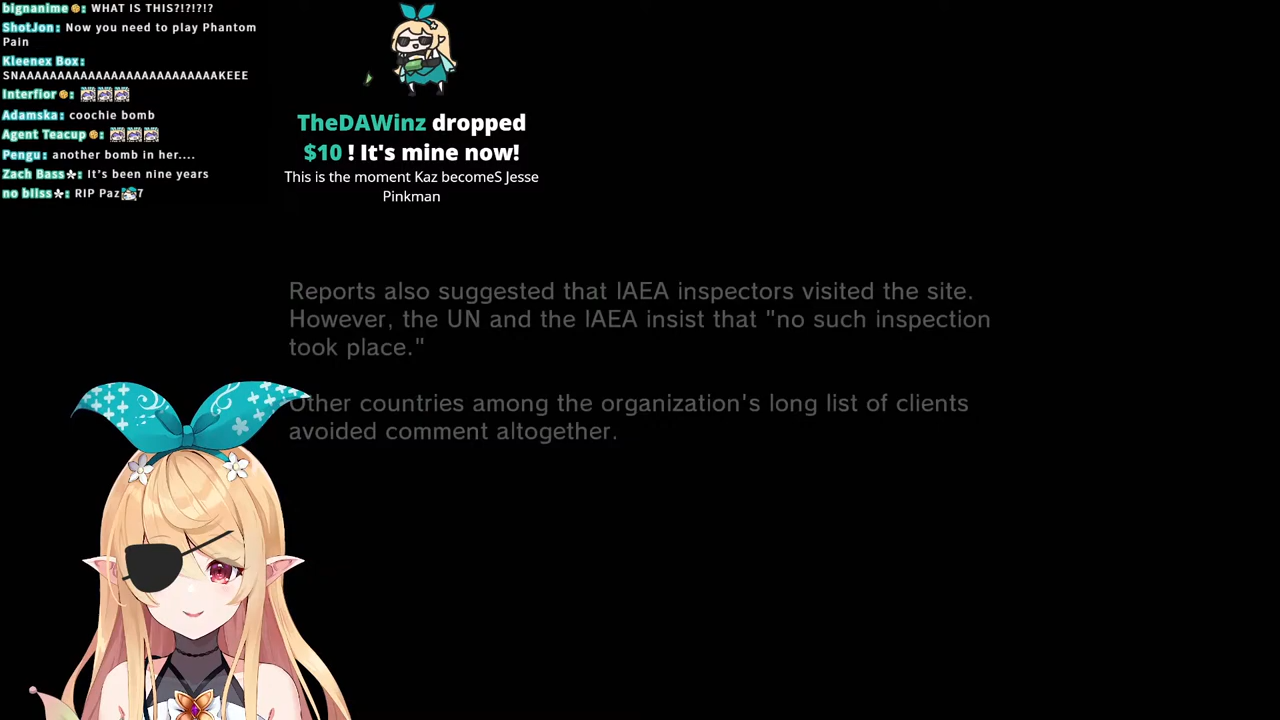 bignanime: WHAT IS THIS?!?!?!?
ShotJon: Now you need to play Phantom
Pain
Kleenex Box:
SNAAAAAAAAAAAAAAAAAAAAAAAAAAKEEE
Interfior:
Adamska: coochie bomb
Agent Teacup:
Pengu: another bomb in her....
Zach Bass: It's been nine years
no bliss: RIP Paz 7
TheDAWinz dropped
$10 ! It's mine now!
This is the moment Kaz becomeS Jesse
Pinkman
Reports also suggested that IAEA inspectors visited the site.
However, the UN and the IAEA insist that "no such inspection
took place."
Other countries among the organization's long list of clients
avoided comment altogether.